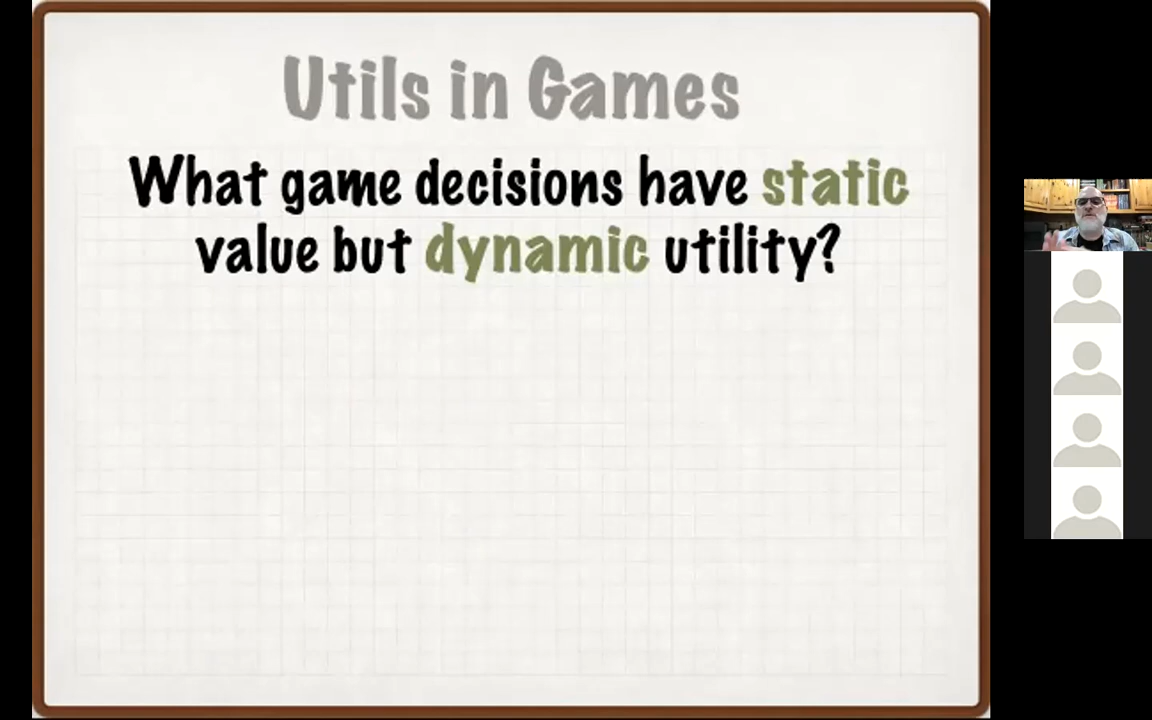 Utils in Games
What game decisions have static
value but dynamic utility?